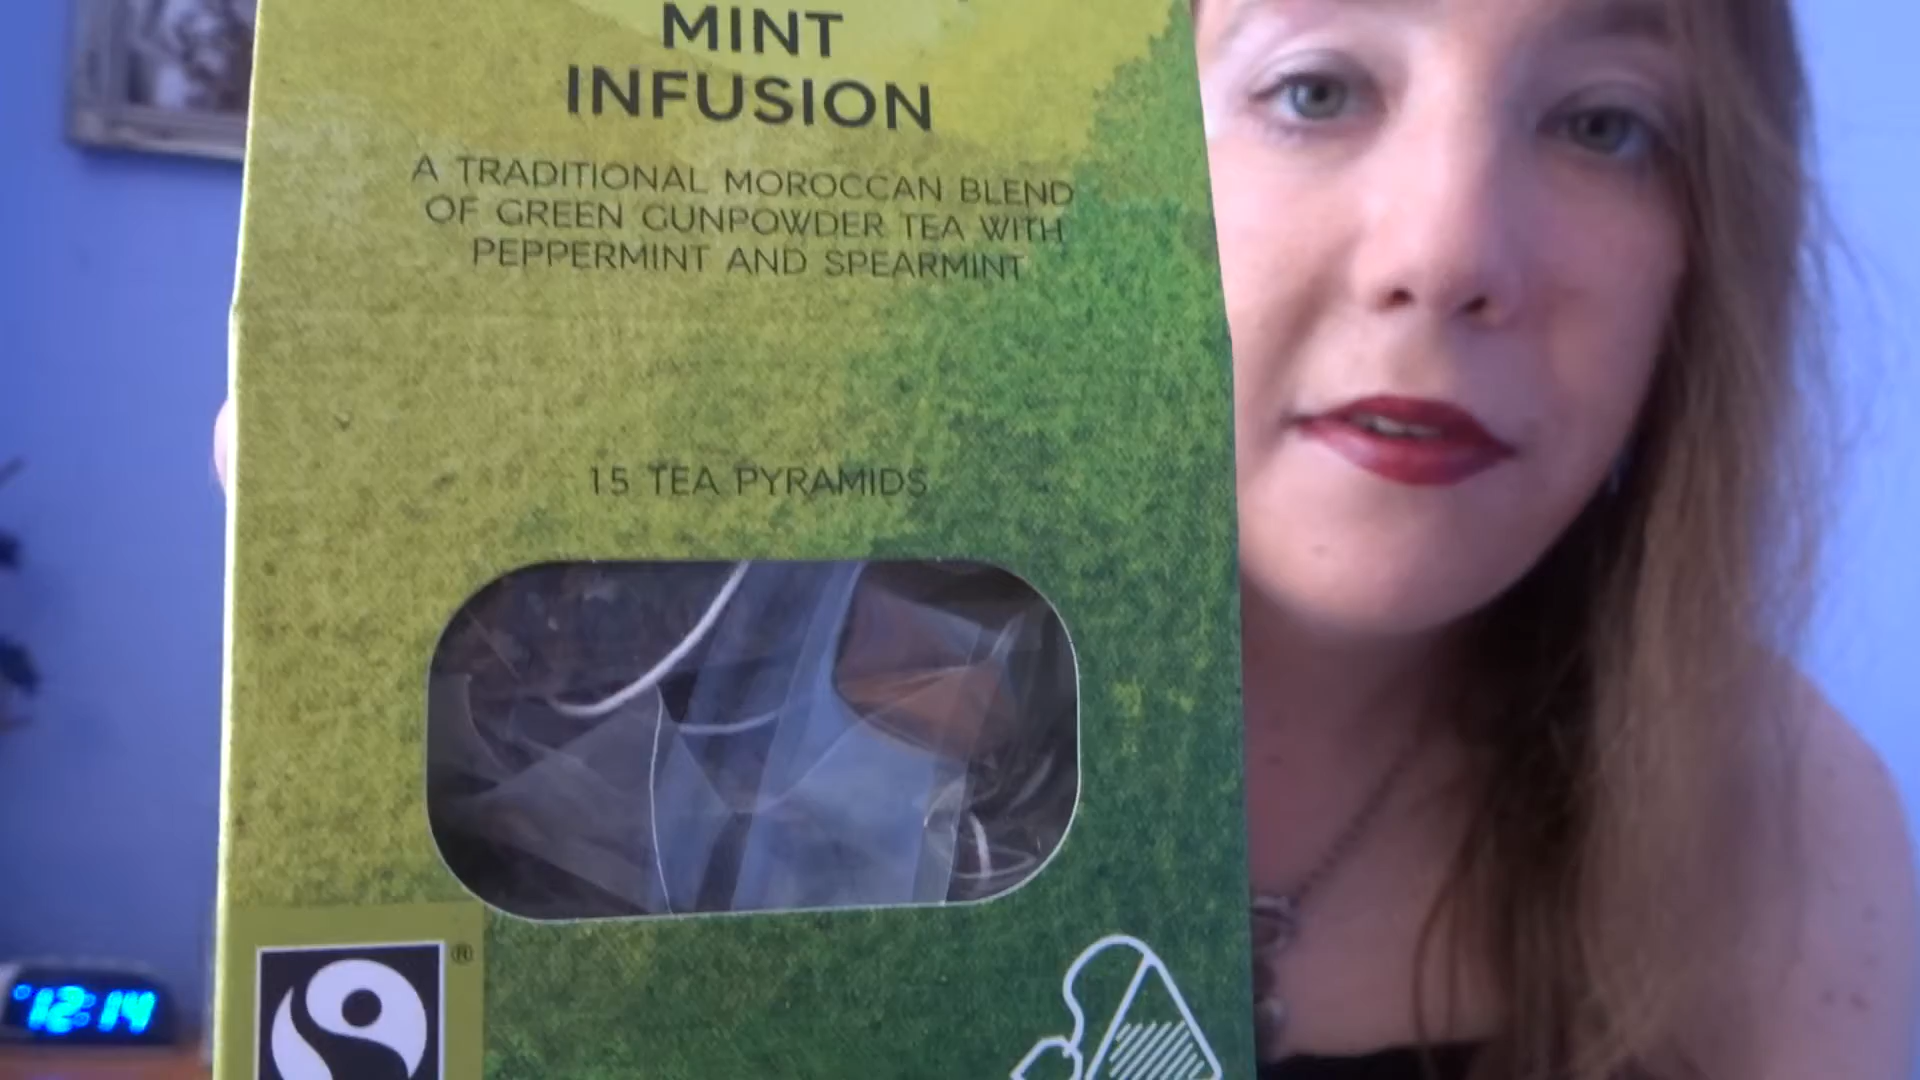 MINT
INFUSION
A TRADITIONAL MOROCCAN BLEND
OF GREEN GUNPOWDER TEA WITH
PEPPERMINT AND SPEARMINT
15 TEA PYRAMIDS
®
12:14